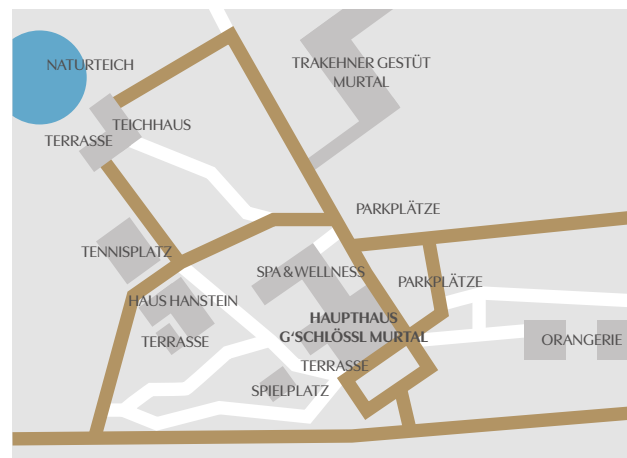 NATURTEICH
TRAKEHNER GESTÜT
MURTAL
TEICHHAUS
TERRASSE
PARKPLÄTZE
TENNISPLATZ
SPA & WELLNESS
PARKPLÄTZE
HAUS HANSTEIN
HAUPTHAUS
G‘SCHLÖSSL MURTAL
TERRASSE
ORANGERIE
TERRASSE
SPIELPLATZ